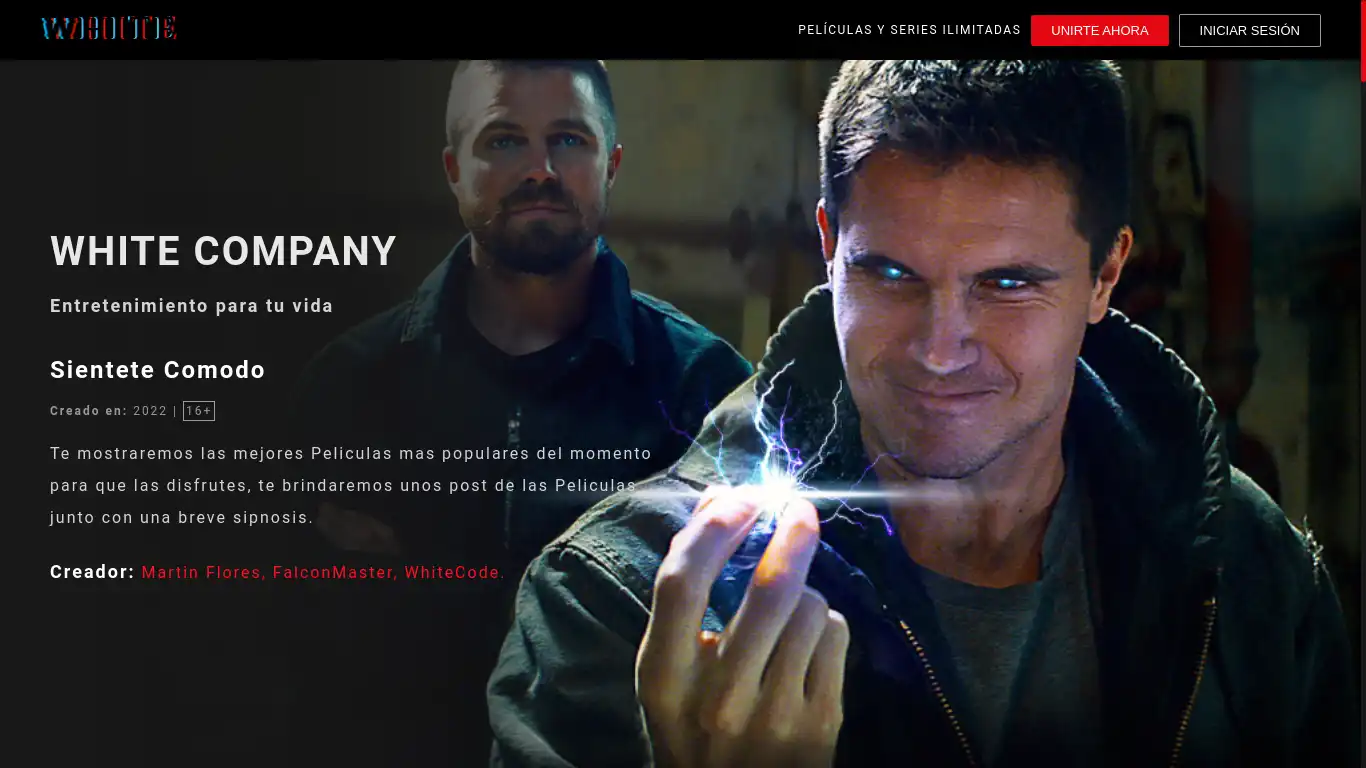 WHITE
PELÍCULAS Y SERIES ILIMITADAS
UNIRTE AHORA
INICIAR SESIÓN
WHITE COMPANY
Entretenimiento para tu vida
Sientete Comodo
Creado en: 2022 | 16+
Te mostraremos las mejores Peliculas mas populares del momento
para que las disfrutes, te brindaremos unos post de las Peliculas
junto con una breve sipnosis.
Creador: Martin Flores, FalconMaster, WhiteCode.